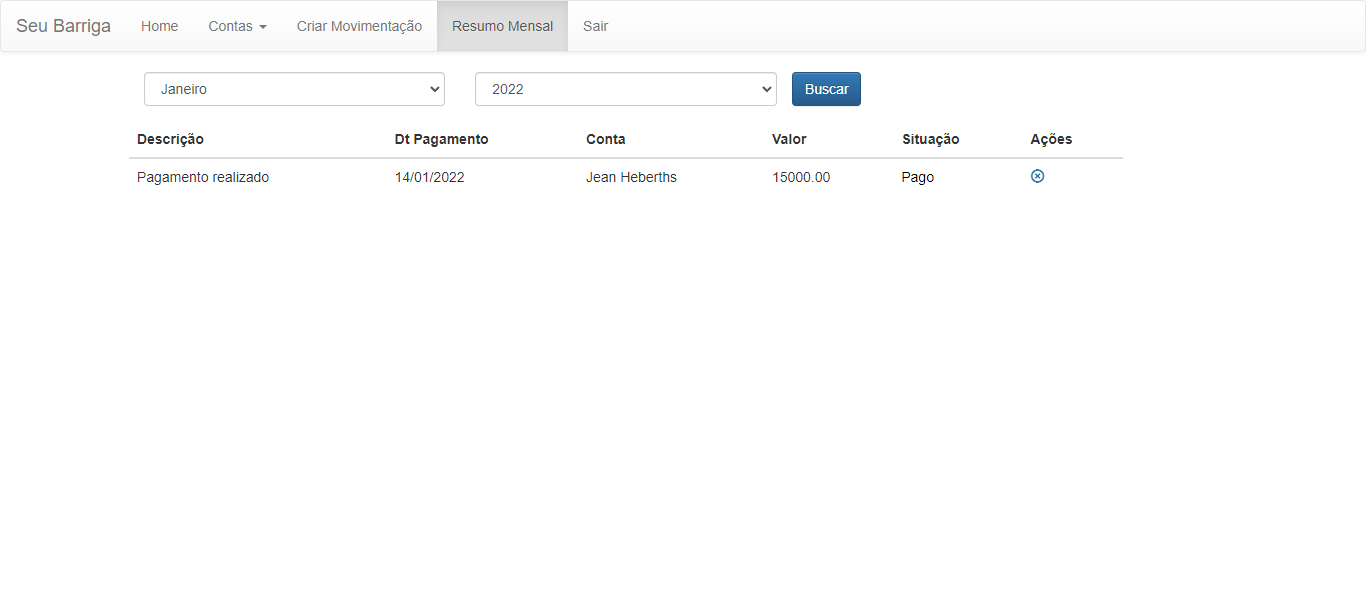 Seu Barriga Home Contas Criar Movimentação Resumo Mensal Sair
Janeiro 2022 Buscar
Descrição Dt Pagamento Conta Valor Situação Ações
Pagamento realizado 14/01/2022 Jean Heberths 15000.00 Pago